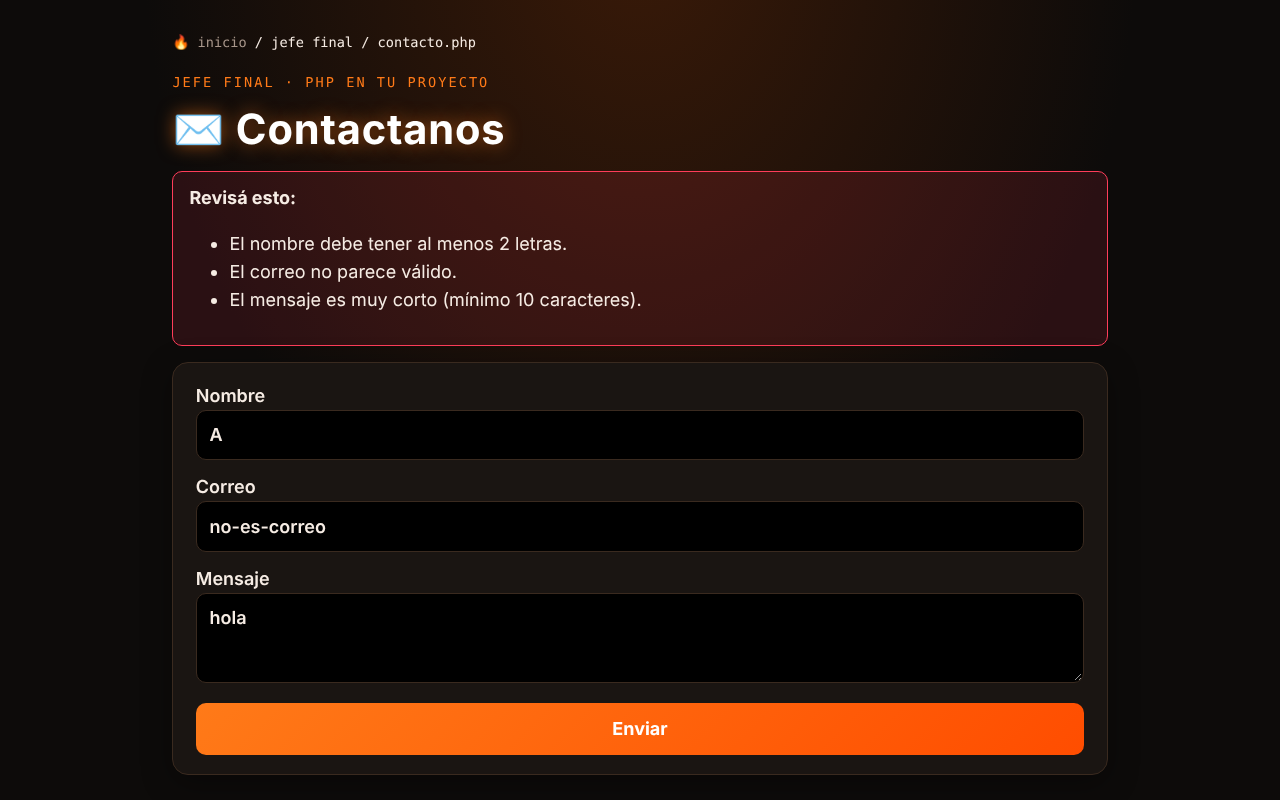 🔥 inicio / jefe final / contacto.php
JEFE FINAL · PHP EN TU PROYECTO
✉️ Contactanos
Revisá esto:
• El nombre debe tener al menos 2 letras.
• El correo no parece válido.
• El mensaje es muy corto (mínimo 10 caracteres).
Nombre
A
Correo
no-es-correo
Mensaje
hola
Enviar